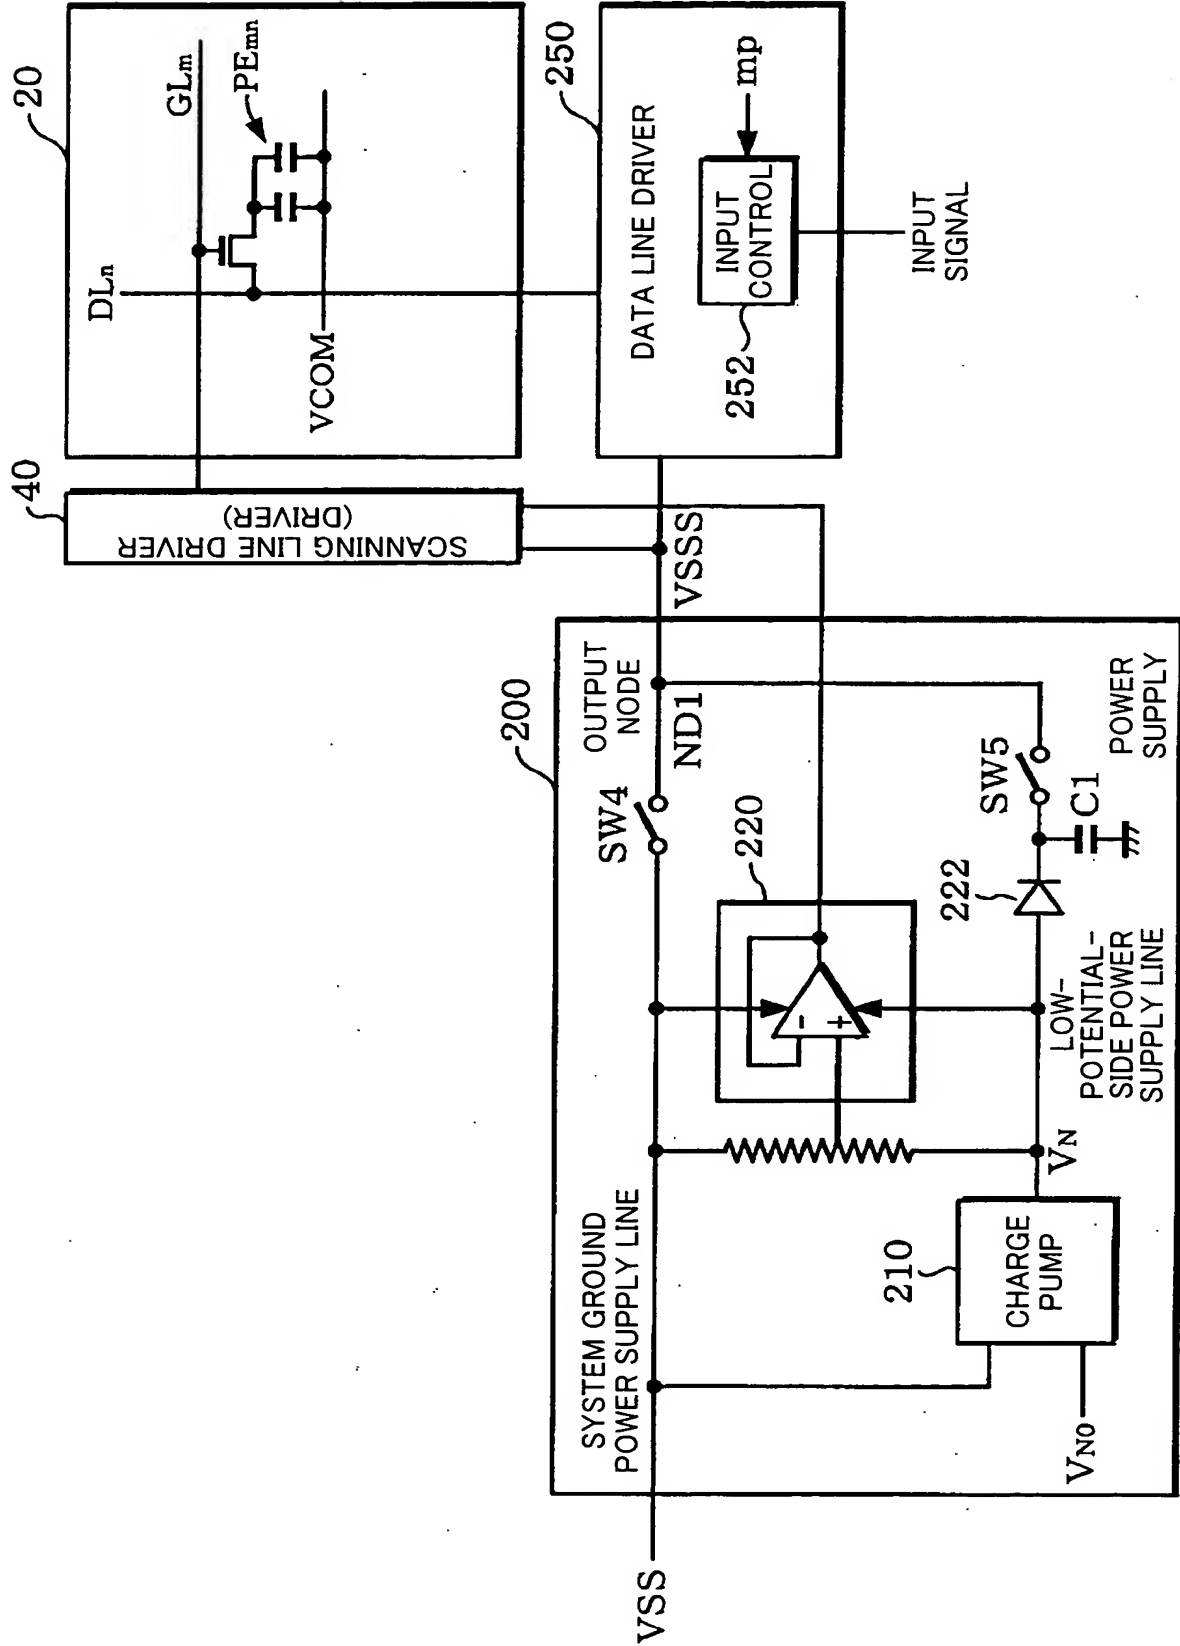 20
GLm
PEmn
DLn
VCOM
40
SCANNING LINE DRIVER
(DRIVER)
250
DATA LINE DRIVER
INPUT
CONTROL
mp
252
INPUT
SIGNAL
VSSS
200
OUTPUT
NODE
ND1
SW4
SW5
C1
POWER
SUPPLY
220
-
+
222
LOW-
POTENTIAL-
SIDE POWER
SUPPLY LINE
SYSTEM GROUND
POWER SUPPLY LINE
VN
210
CHARGE
PUMP
VN0
VSS